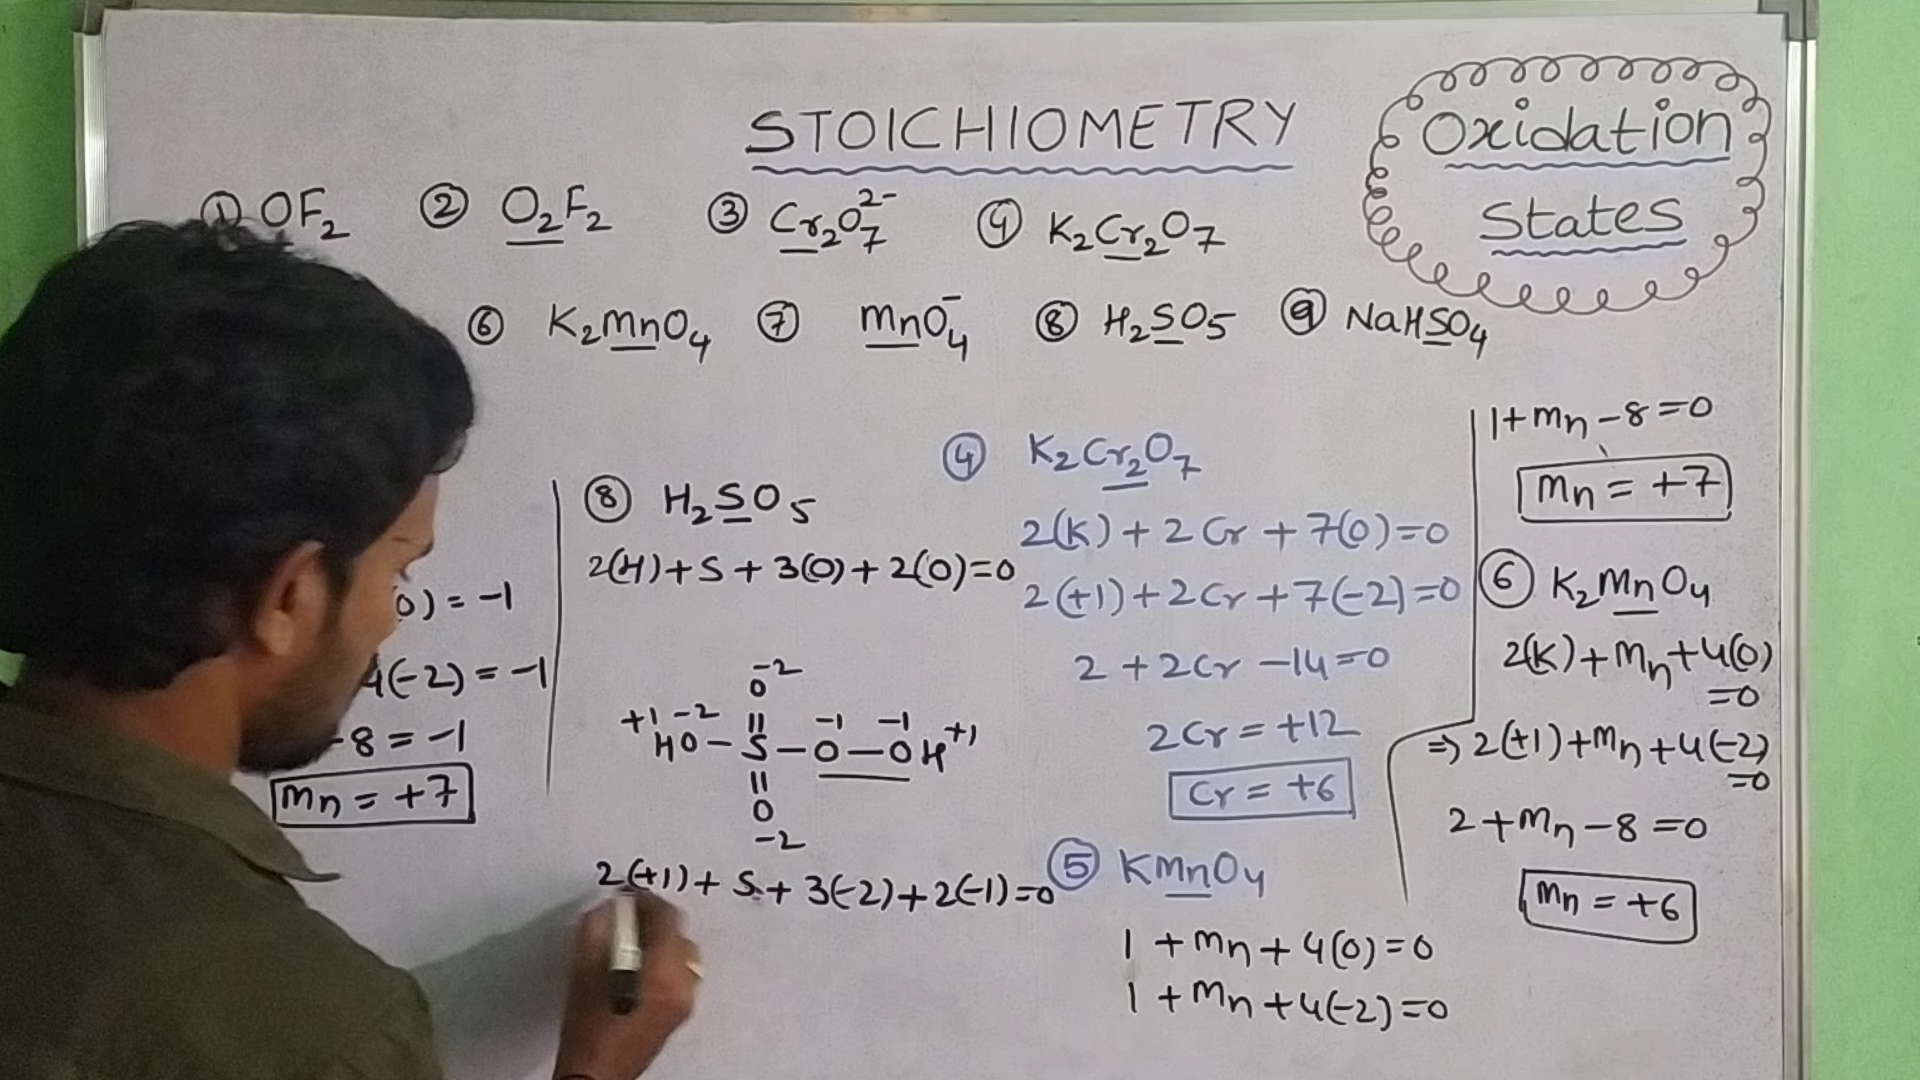 STOICHIOMETRY
Oxidation
States
① OF₂ ② O₂F₂ ③ Cr₂O₇²⁻ ④ K₂Cr₂O₇
⑥ K₂MnO₄ ⑦ MnO₄⁻ ⑧ H₂SO₅ ⑨ NaHSO₄
(O) = -1
4(-2) = -1
-8 = -1
Mn = +7
⑧ H₂SO₅
2(H) + S + 3(O) + 2(O) = 0
-2
O
||
+1 -2 -1 -1 +1
HO - S - O - OH
||
O
-2
2(+1) + S + 3(-2) + 2(-1) = 0
④ K₂Cr₂O₇
2(K) + 2Cr + 7(O) = 0
2(+1) + 2Cr + 7(-2) = 0
2 + 2Cr - 14 = 0
2Cr = +12
Cr = +6
⑤ KMnO₄
1 + Mn + 4(O) = 0
1 + Mn + 4(-2) = 0
1 + Mn - 8 = 0
Mn = +7
⑥ K₂MnO₄
2(K) + Mn + 4(O)
= 0
⇒ 2(+1) + Mn + 4(-2)
= 0
2 + Mn - 8 = 0
Mn = +6